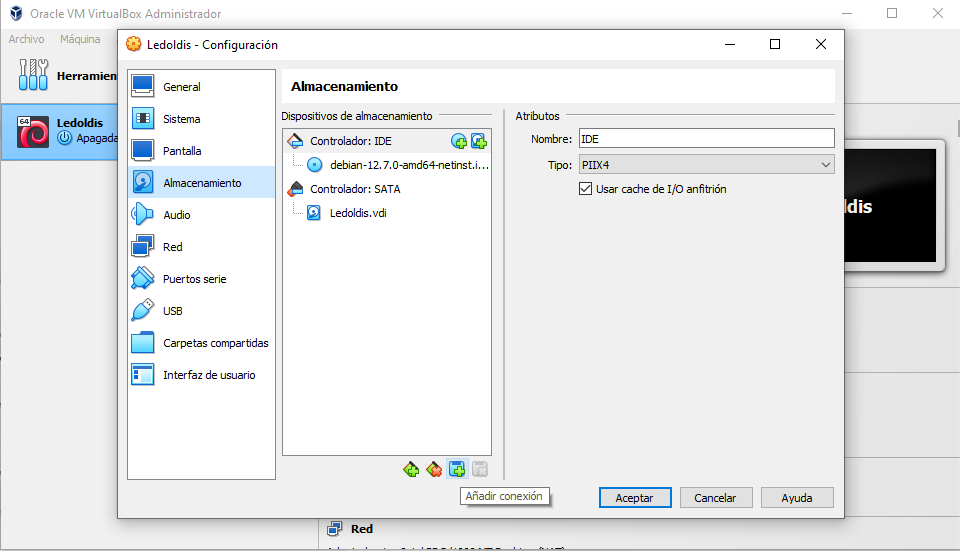 Oracle VM VirtualBox Administrador
Archivo Máquina
Ledoldis - Configuración
Herramien
64
Ledoldis
Apagada
General
Sistema
Pantalla
Almacenamiento
Audio
Red
Puertos serie
USB
Carpetas compartidas
Interfaz de usuario
Almacenamiento
Dispositivos de almacenamiento
Controlador: IDE
debian-12.7.0-amd64-netinst.i...
Controlador: SATA
Ledoldis.vdi
Atributos
Nombre: IDE
Tipo: PIIX4
Usar cache de I/O anfitrión
ldis
Añadir conexión
Aceptar Cancelar Ayuda
Red